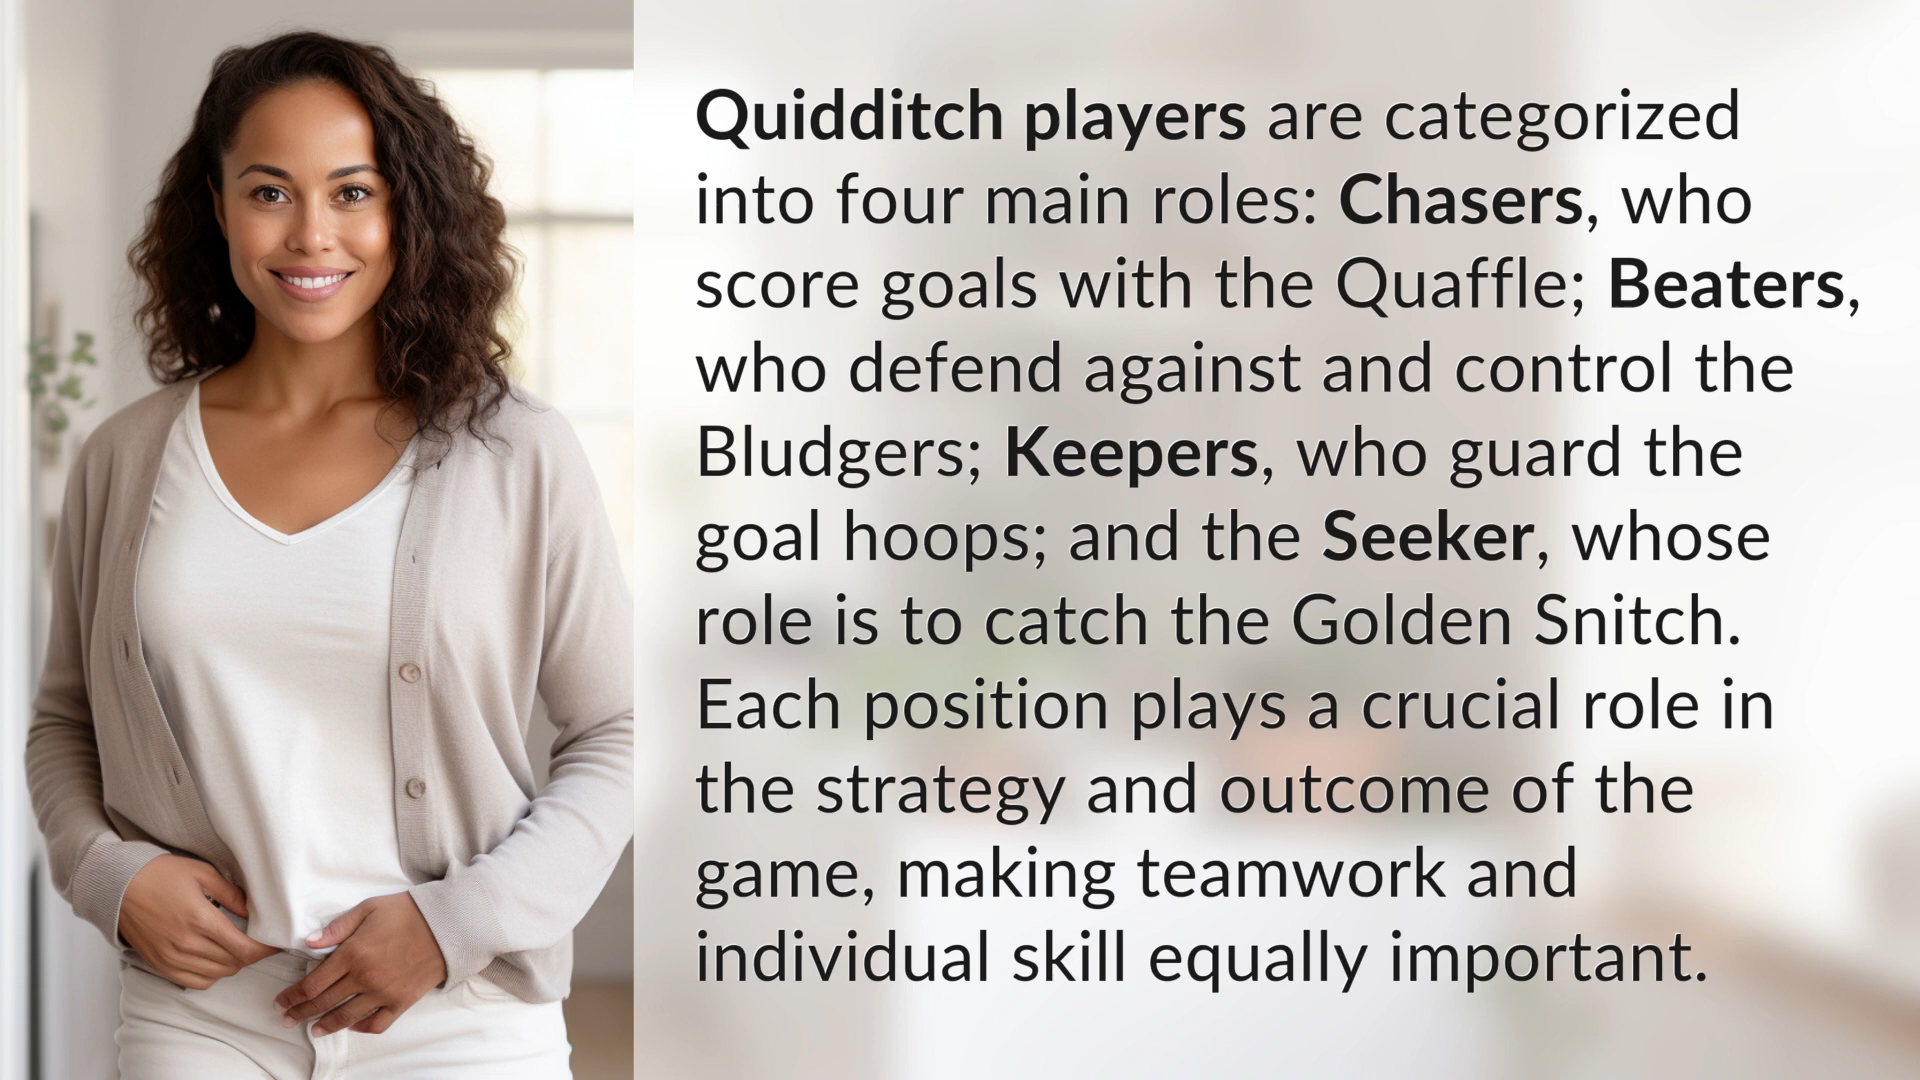 Quidditch players are categorized
into four main roles: Chasers, who
score goals with the Quaffle; Beaters,
who defend against and control the
Bludgers; Keepers, who guard the
goal hoops; and the Seeker, whose
role is to catch the Golden Snitch.
Each position plays a crucial role in
the strategy and outcome of the
game, making teamwork and
individual skill equally important.